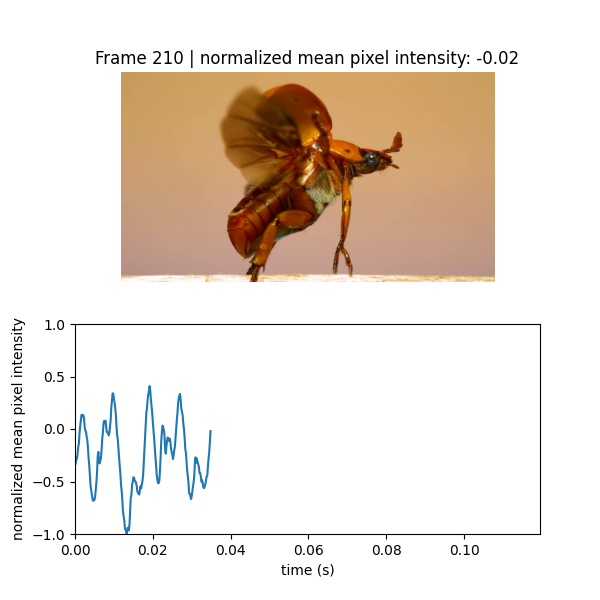 Frame 210 | normalized mean pixel intensity: -0.02
1.0
0.5
0.0
−0.5
−1.0
normalized mean pixel intensity
0.00 0.02 0.04 0.06 0.08 0.10
time (s)